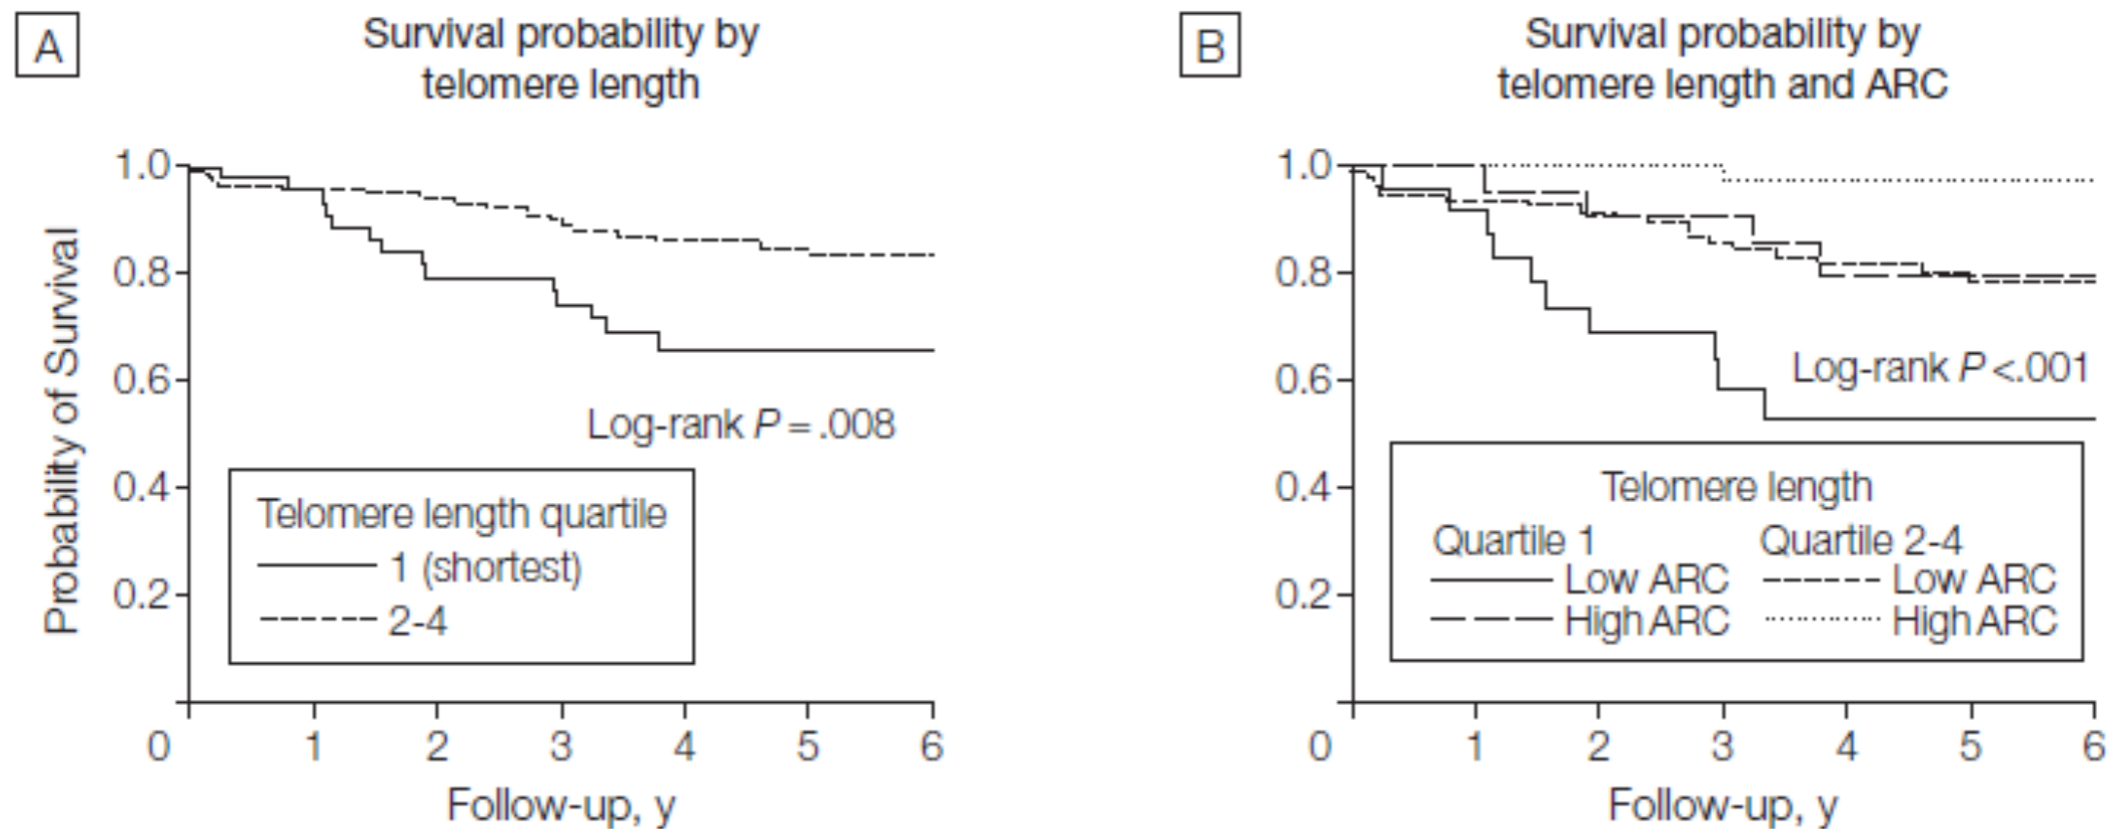 A
Survival probability by
telomere length
Probability of Survival
1.0
0.8
0.6
0.4
0.2
Log-rank P = .008
Telomere length quartile
1 (shortest)
2-4
0 1 2 3 4 5 6
Follow-up, y
B
Survival probability by
telomere length and ARC
1.0
0.8
0.6
0.4
0.2
Log-rank P <.001
Telomere length
Quartile 1 Quartile 2-4
Low ARC Low ARC
High ARC High ARC
0 1 2 3 4 5 6
Follow-up, y